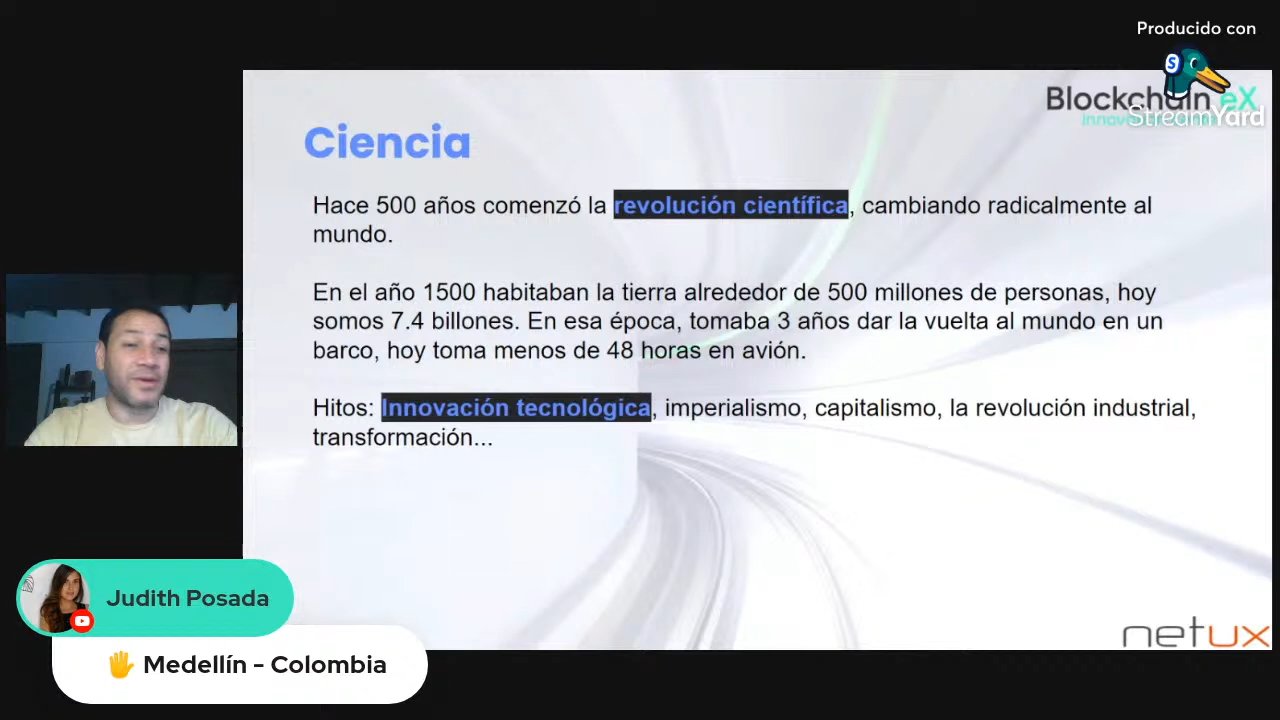 Producido con
StreamYard
Blockchain eX
Ciencia
Hace 500 años comenzó la revolución científica, cambiando radicalmente al
mundo.
En el año 1500 habitaban la tierra alrededor de 500 millones de personas, hoy
somos 7.4 billones. En esa época, tomaba 3 años dar la vuelta al mundo en un
barco, hoy toma menos de 48 horas en avión.
Hitos: Innovación tecnológica, imperialismo, capitalismo, la revolución industrial,
transformación...
Judith Posada
🖐 Medellín - Colombia
netux